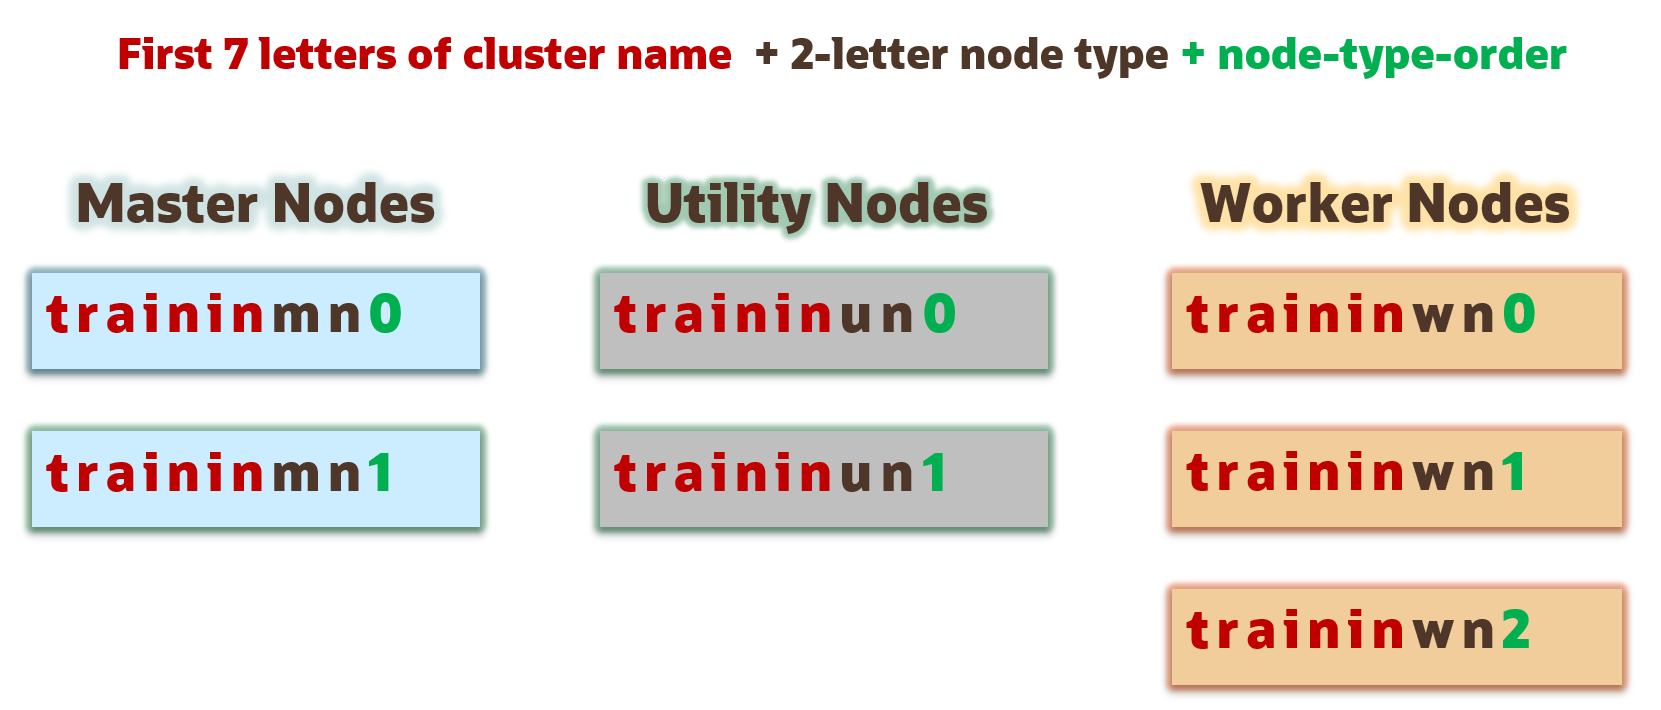 First 7 letters of cluster name + 2-letter node type + node-type-order
Master Nodes
traininmn0
traininmn1
Utility Nodes
traininun0
traininun1
Worker Nodes
traininwn0
traininwn1
traininwn2